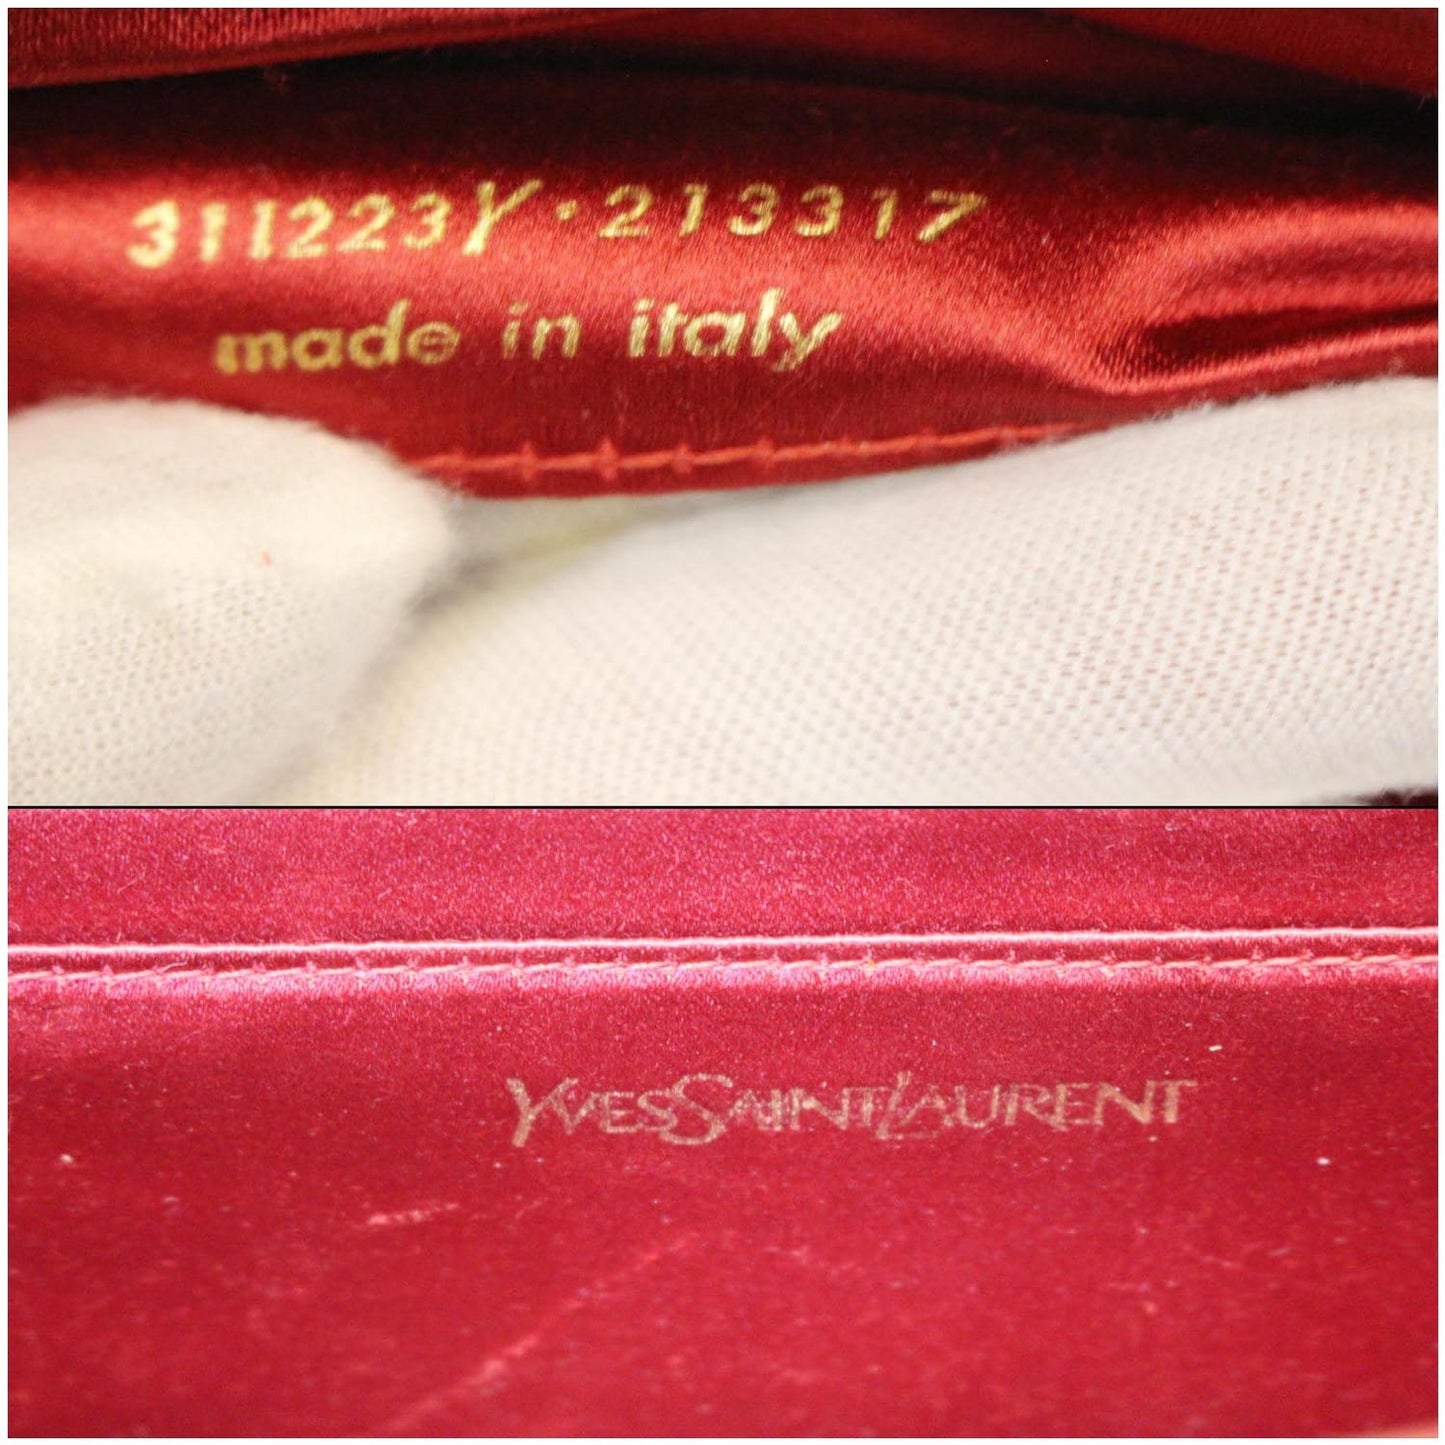 311223Y·213317
made in italy
YVESSAINTLAURENT